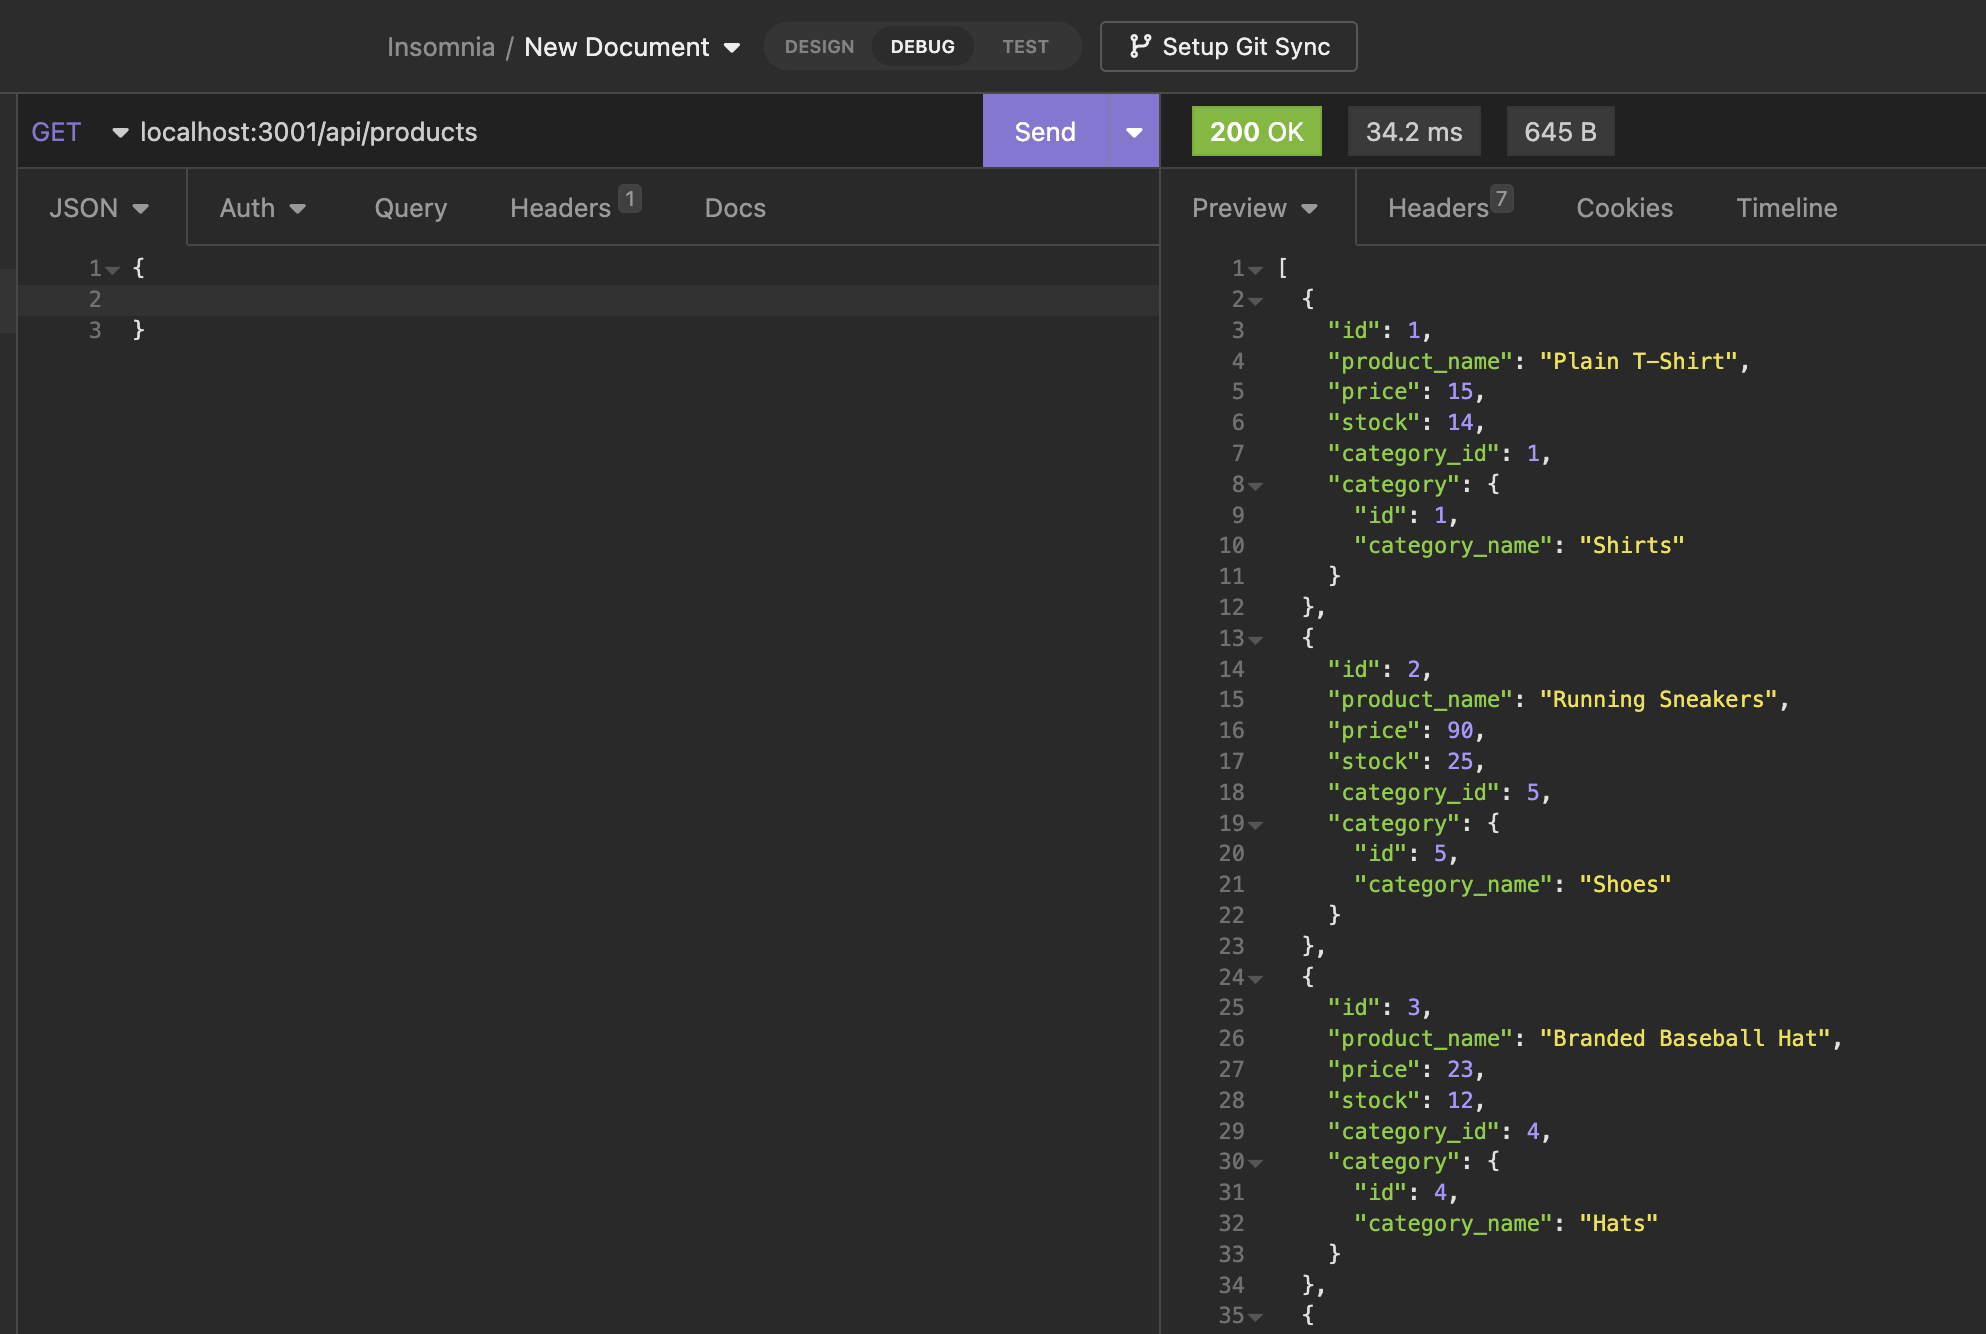 Insomnia / New Document DESIGN DEBUG TEST Setup Git Sync
GET localhost:3001/api/products Send 200 OK 34.2 ms 645 B
JSON Auth Query Headers 1 Docs
1 {
2
3 }
Preview Headers 7 Cookies Timeline
1 [
2 {
3 "id": 1,
4 "product_name": "Plain T-Shirt",
5 "price": 15,
6 "stock": 14,
7 "category_id": 1,
8 "category": {
9 "id": 1,
10 "category_name": "Shirts"
11 }
12 },
13 {
14 "id": 2,
15 "product_name": "Running Sneakers",
16 "price": 90,
17 "stock": 25,
18 "category_id": 5,
19 "category": {
20 "id": 5,
21 "category_name": "Shoes"
22 }
23 },
24 {
25 "id": 3,
26 "product_name": "Branded Baseball Hat",
27 "price": 23,
28 "stock": 12,
29 "category_id": 4,
30 "category": {
31 "id": 4,
32 "category_name": "Hats"
33 }
34 },
35 {